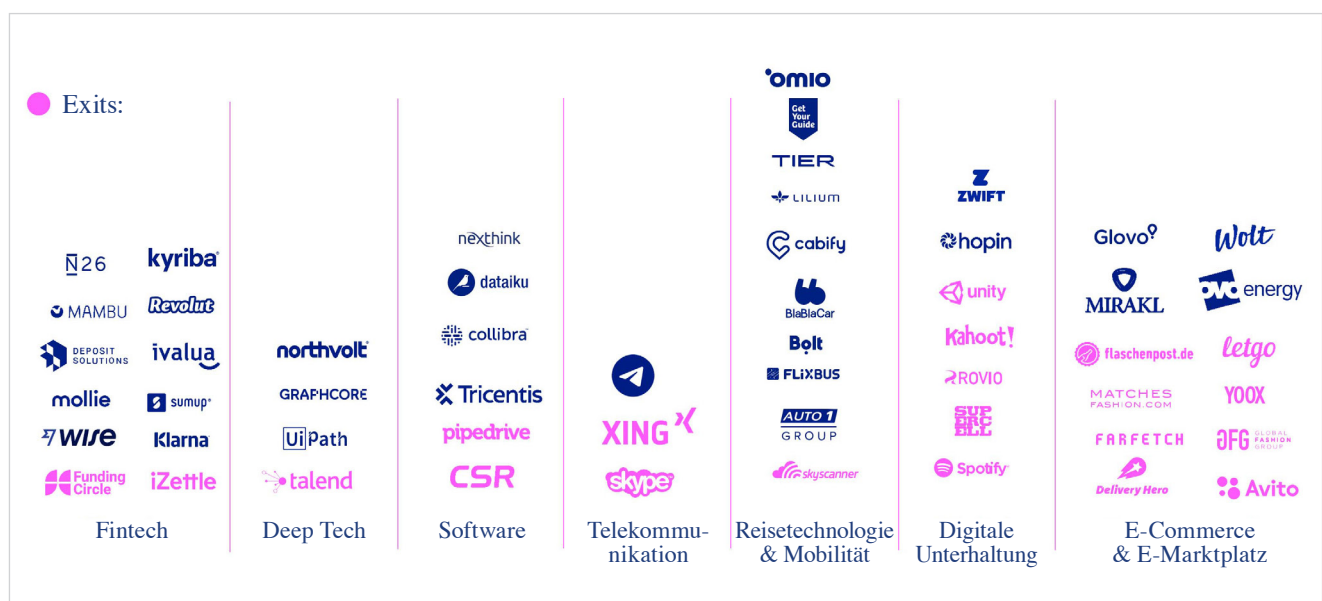 Exits:
N26
kyriba
MAMBU
Revolut
DEPOSIT
SOLUTIONS
ivalua
mollie
sumup
WISE
Klarna
Funding
Circle
iZettle
Fintech
northvolt
GRAPHCORE
UiPath
talend
Deep Tech
nexthink
dataiku
collibra
Tricentis
pipedrive
CSR
Software
XING
skype
Telekommu-
nikation
omio
Get
Your
Guide
TIER
LILIUM
cabify
BlaBlaCar
Bolt
FLiXBUS
AUTO1
GROUP
skyscanner
Reisetechnologie
& Mobilität
ZWIFT
hopin
unity
Kahoot!
ROVIO
SUP
ERC
ELL
Spotify
Digitale
Unterhaltung
Glovo
Wolt
MIRAKL
ovo energy
flaschenpost.de
letgo
MATCHES
FASHION.COM
YOOX
FARFETCH
GFG
GLOBAL
FASHION
GROUP
Delivery Hero
Avito
E-Commerce
& E-Marktplatz